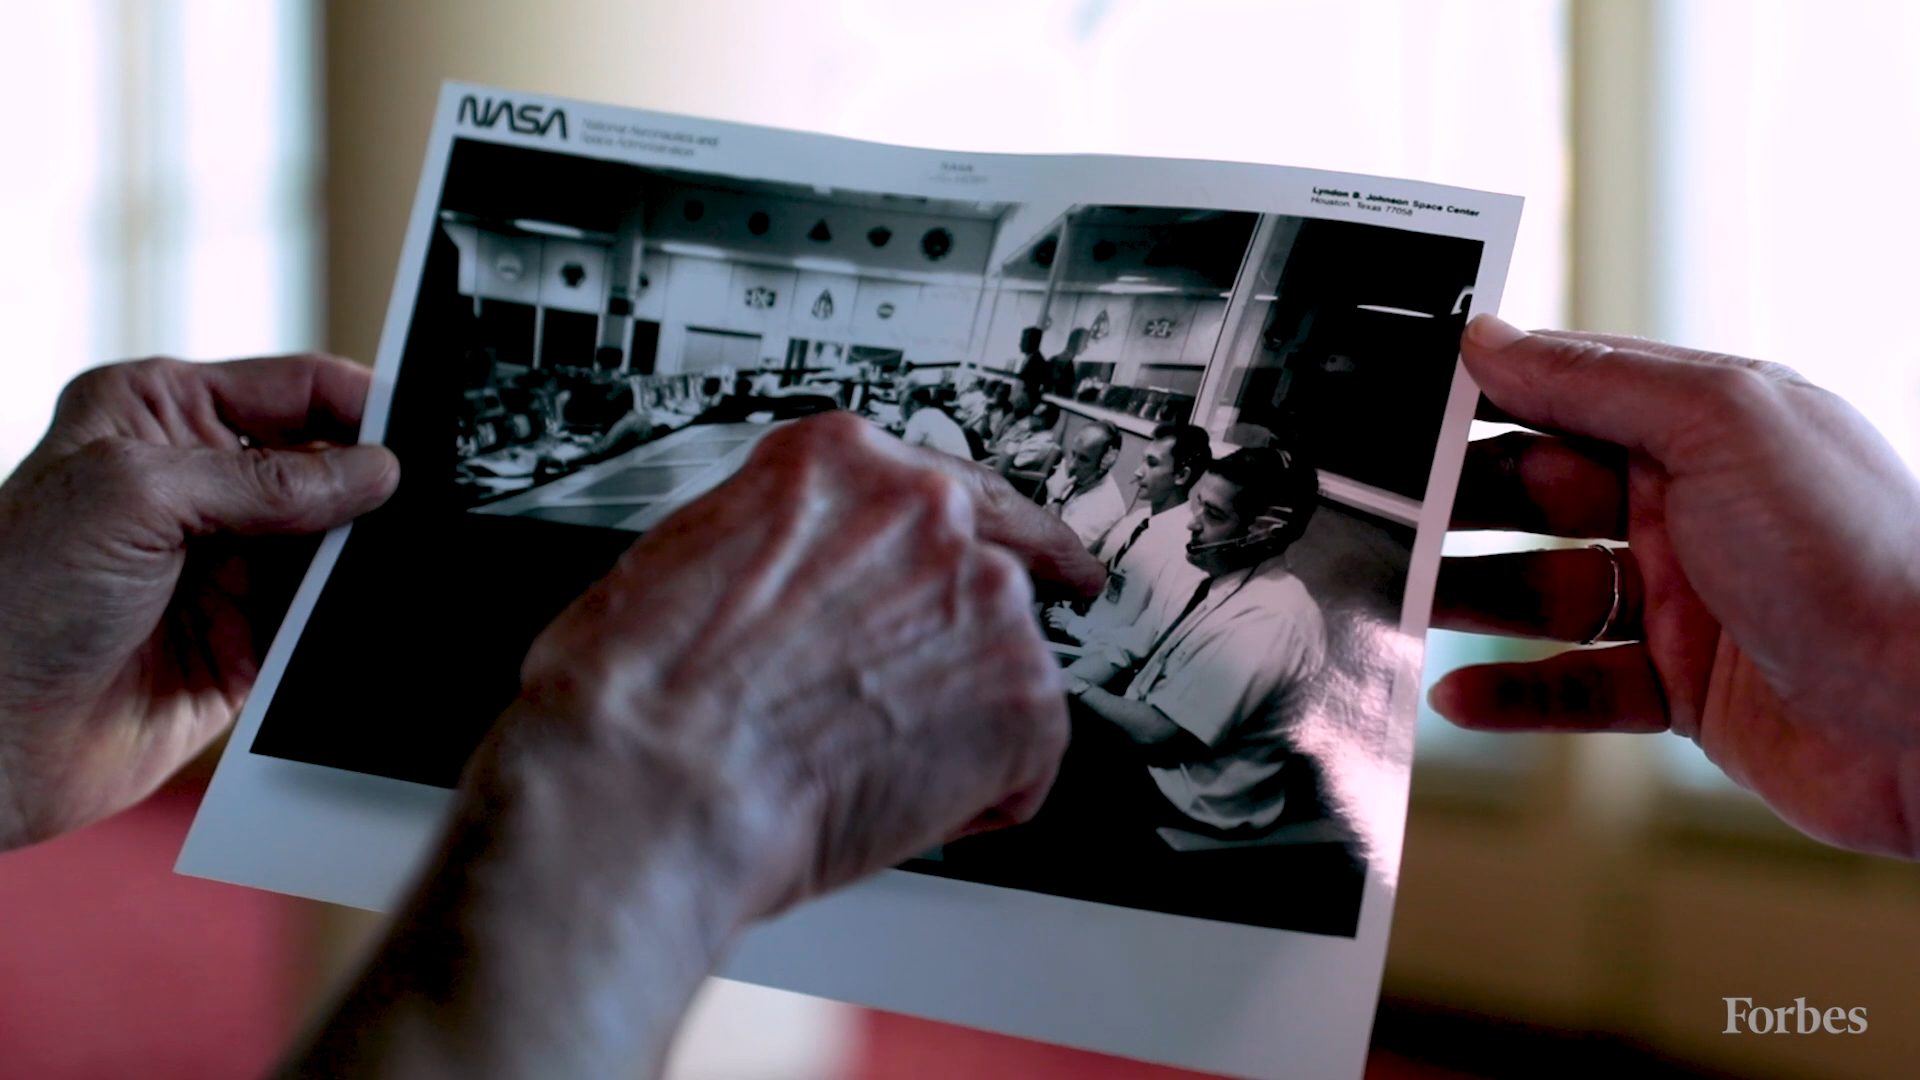 NASA
National Aeronautics and
Space Administration
Lyndon B. Johnson Space Center
Houston, Texas 77058
Forbes